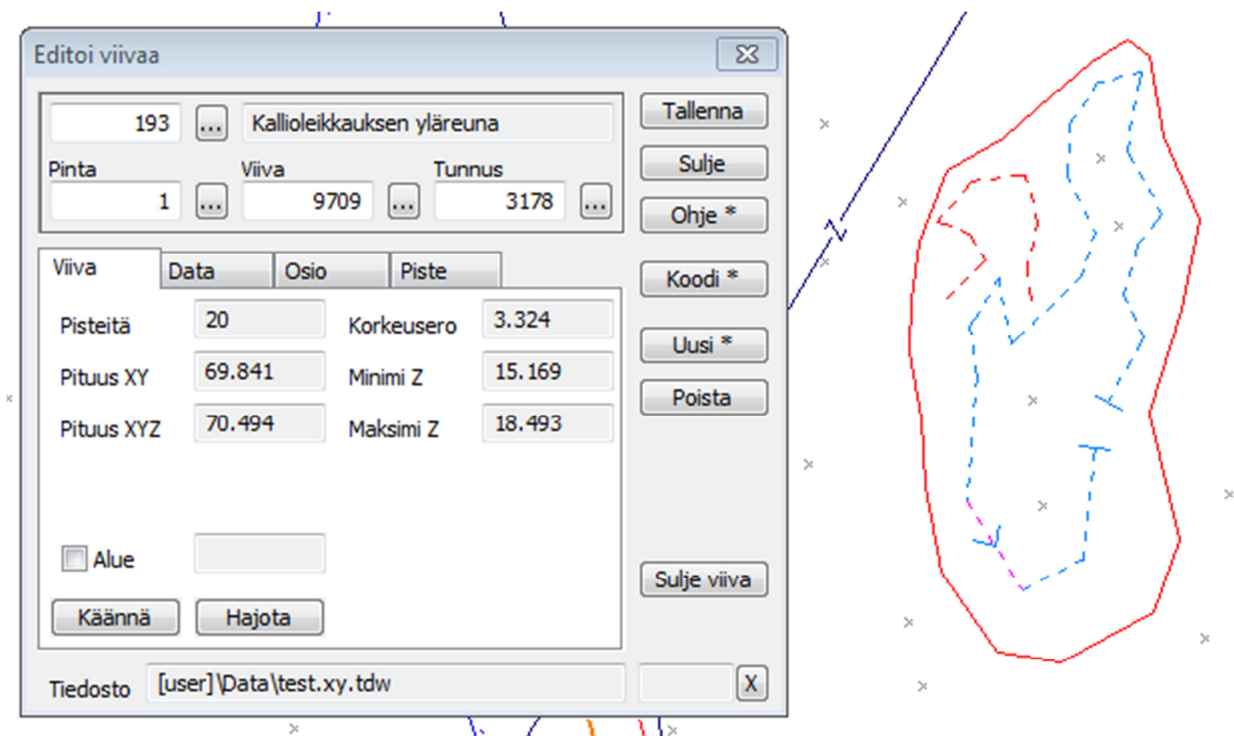 Editoi viivaa
193 ... Kallioleikkauksen yläreuna
Pinta Viiva Tunnus
1 ... 9709 ... 3178 ...
Tallenna
Sulje
Ohje *
Koodi *
Uusi *
Poista
Sulje viiva
Viiva Data Osio Piste
Pisteitä 20 Korkeusero 3.324
Pituus XY 69.841 Minimi Z 15.169
Pituus XYZ 70.494 Maksimi Z 18.493
Alue
Käännä Hajota
Tiedosto [user]\Data\test.xy.tdw X